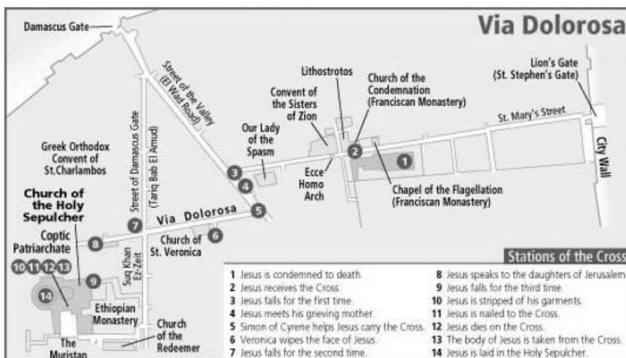 Via Dolorosa
Damascus Gate
Street of the Valley
(El Wad Road)
Lithostrotos
Church of the
Condemnation
(Franciscan Monastery)
Lion's Gate
(St. Stephen's Gate)
Convent of
the Sisters
of Zion
St. Mary's Street
Our Lady
of the
Spasm
2
1
City Wall
Greek Orthodox
Convent of
St.Charlambos
Street of Damascus Gate
(Tariq Bab El Amud)
3
4
Ecce
Homo
Arch
Chapel of the Flagellation
(Franciscan Monastery)
Church of
the Holy
Sepulcher
Via Dolorosa
5
7
6
8
Coptic
Patriarchate
Church of
St. Veronica
Suq Khan
Ez-Zeit
10 11 12 13
9
14
Ethiopian
Monastery
The
Muristan
Church
of the
Redeemer
Stations of the Cross
1 Jesus is condemned to death.
2 Jesus receives the Cross.
3 Jesus falls for the first time.
4 Jesus meets his grieving mother.
5 Simon of Cyrene helps Jesus carry the Cross.
6 Veronica wipes the face of Jesus.
7 Jesus falls for the second time.
8 Jesus speaks to the daughters of Jerusalem.
9 Jesus falls for the third time.
10 Jesus is stripped of his garments.
11 Jesus is nailed to the Cross.
12 Jesus dies on the Cross.
13 The body of Jesus is taken from the Cross.
14 Jesus is laid in the Holy Sepulcher.